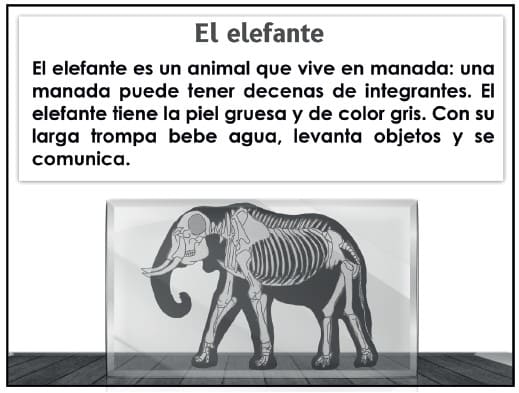 El elefante
El elefante es un animal que vive en manada: una
manada puede tener decenas de integrantes. El
elefante tiene la piel gruesa y de color gris. Con su
larga trompa bebe agua, levanta objetos y se
comunica.